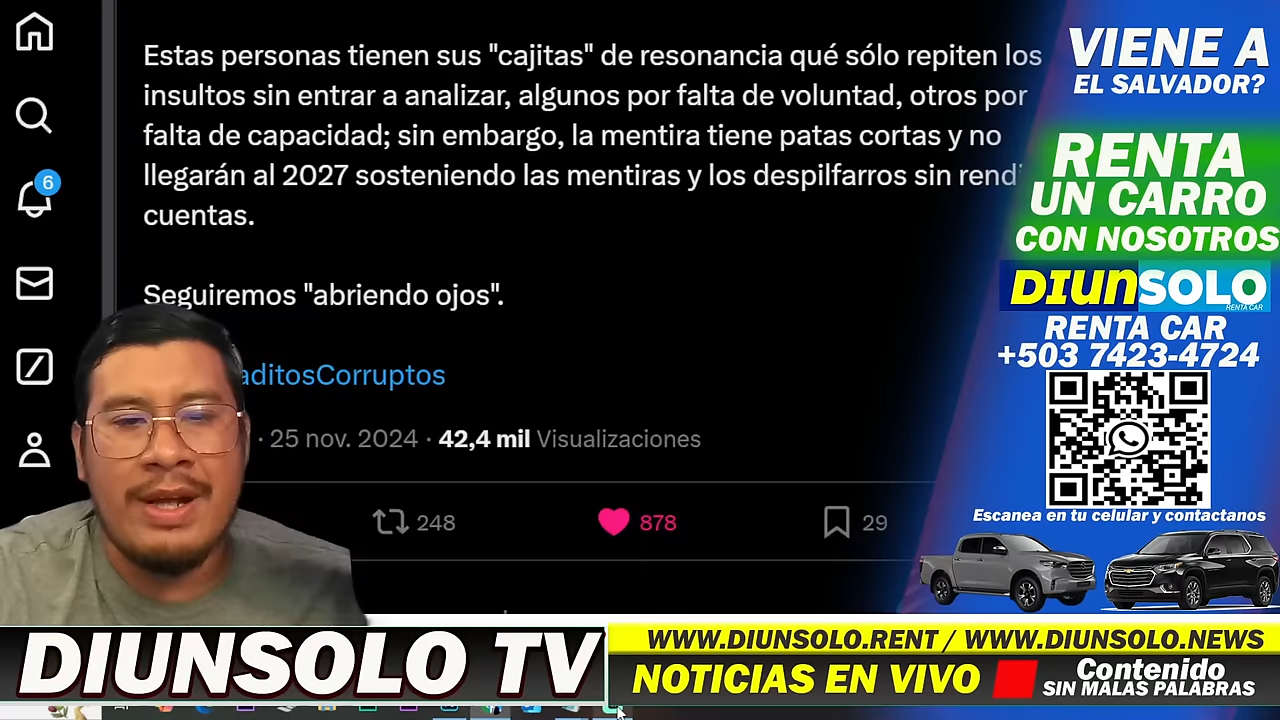 Estas personas tienen sus "cajitas" de resonancia qué sólo repiten los
insultos sin entrar a analizar, algunos por falta de voluntad, otros por
falta de capacidad; sin embargo, la mentira tiene patas cortas y no
llegarán al 2027 sosteniendo las mentiras y los despilfarros sin rendi
cuentas.
Seguiremos "abriendo ojos".
aditosCorruptos
· 25 nov. 2024 · 42,4 mil Visualizaciones
248
878
29
6
VIENE A
EL SALVADOR?
RENTA
UN CARRO
CON NOSOTROS
DIUNSOLO
RENTA CAR
RENTA CAR
+503 7423-4724
Escanea en tu celular y contactanos
DIUNSOLO TV
WWW.DIUNSOLO.RENT / WWW.DIUNSOLO.NEWS
NOTICIAS EN VIVO
Contenido
SIN MALAS PALABRAS